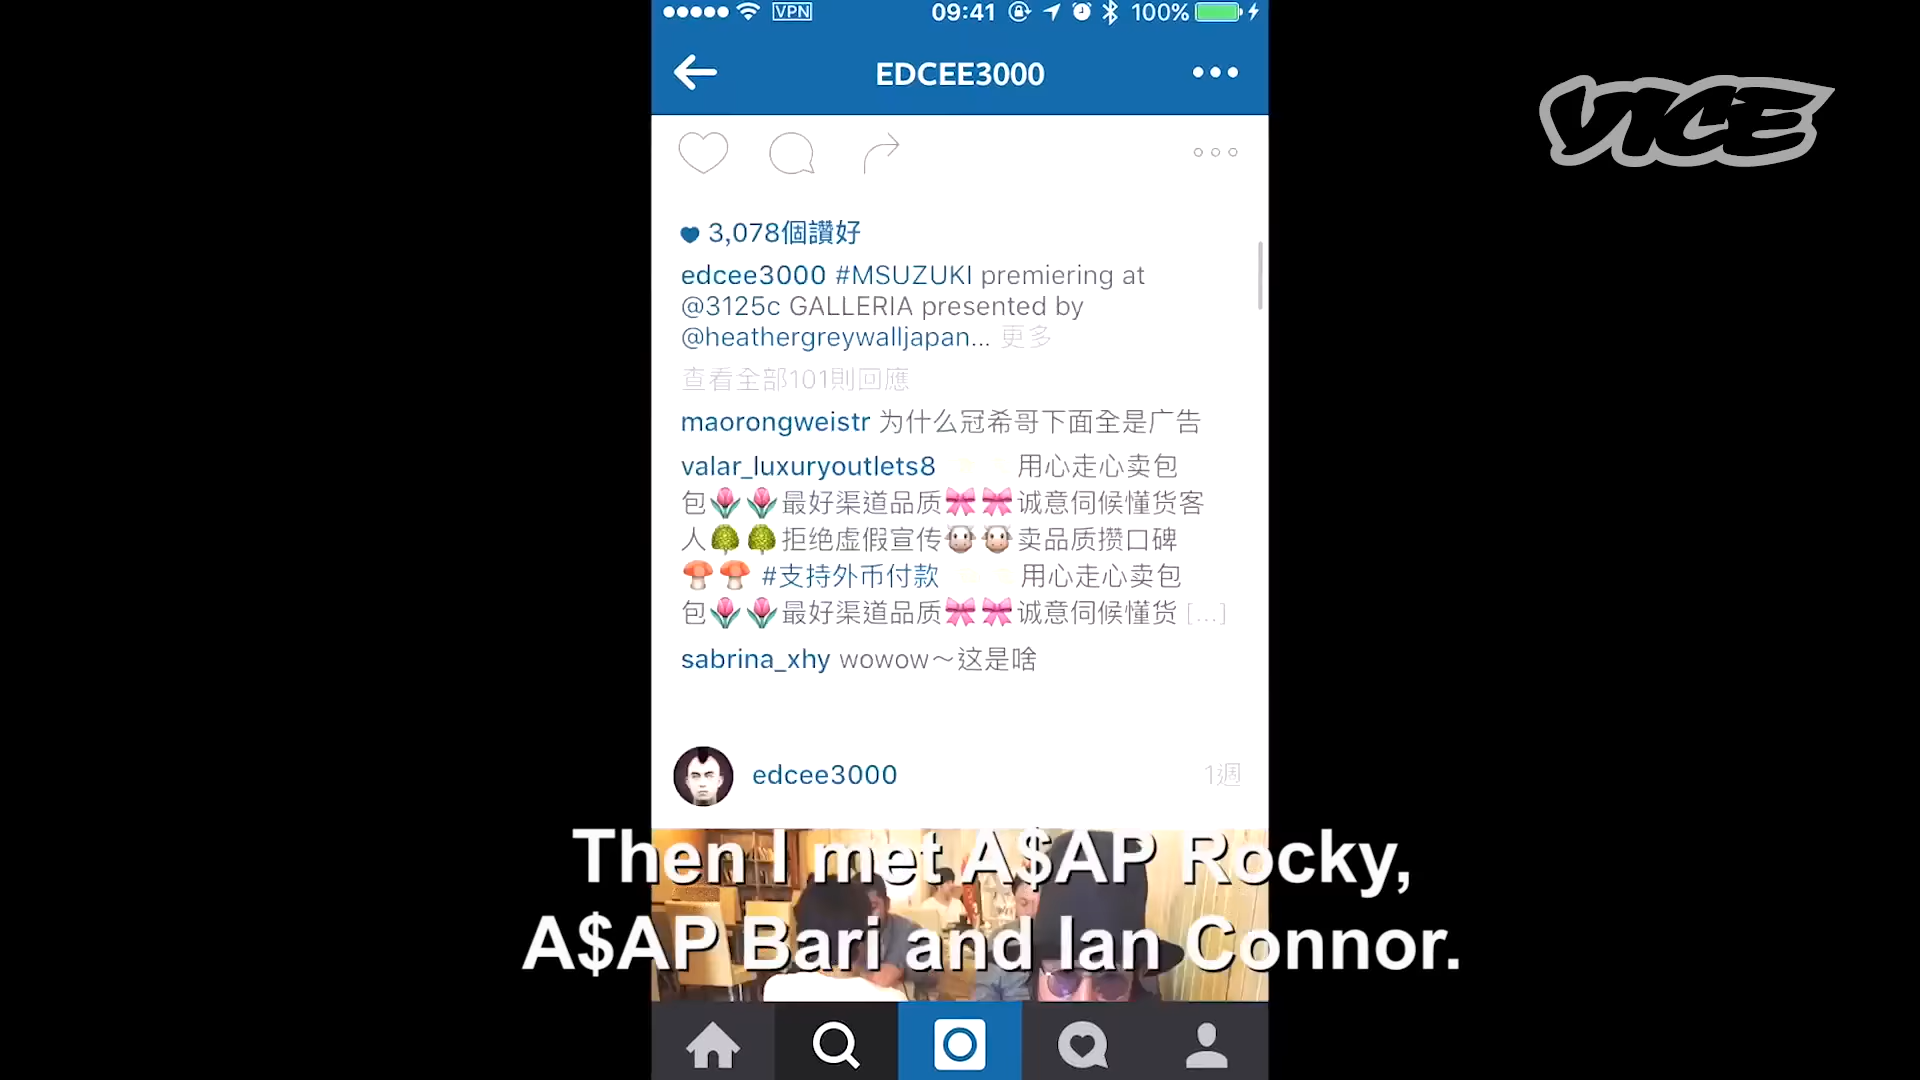 VPN
09:41
100%
EDCEE3000
VICE
3,078個讚好
edcee3000 #MSUZUKI premiering at
@3125c GALLERIA presented by
@heathergreywalljapan... 更多
查看全部101則回應
maorongweistr 为什么冠希哥下面全是广告
valar_luxuryoutlets8 ✨✨用心走心卖包
包🌷🌷最好渠道品质🎀🎀诚意伺候懂货客
人🌳🌳拒绝虚假宣传🐮🐮卖品质攒口碑
🍄🍄 #支持外币付款 ✨✨用心走心卖包
包🌷🌷最好渠道品质🎀🎀诚意伺候懂货 [...]
sabrina_xhy wowow～这是啥
edcee3000
1週
Then I met A$AP Rocky,
A$AP Bari and Ian Connor.